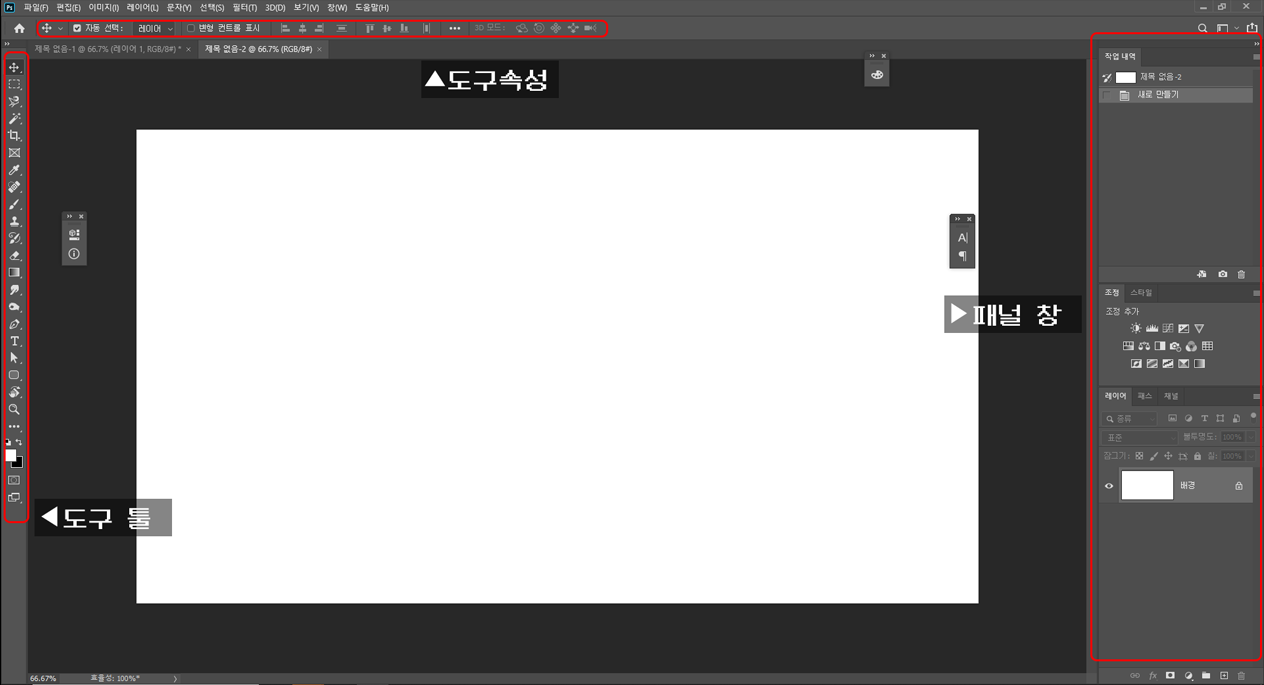 Ps 파일(F) 편집(E) 이미지(I) 레이어(L) 문자(Y) 선택(S) 필터(T) 3D(D) 보기(V) 창(W) 도움말(H)
자동 선택: 레이어 변형 컨트롤 표시 3D 모드:
제목 없음-1 @ 66.7% (레이어 1, RGB/8#) * × 제목 없음-2 @ 66.7% (RGB/8#) ×
▲도구속성
작업 내역
제목 없음-2
새로 만들기
▶패널 창
조정 스타일
조정 추가
레이어 패스 채널
종류
표준 불투명도: 100%
잠그기: 칠: 100%
배경
◀도구 툴
66.67% 효율성: 100%*